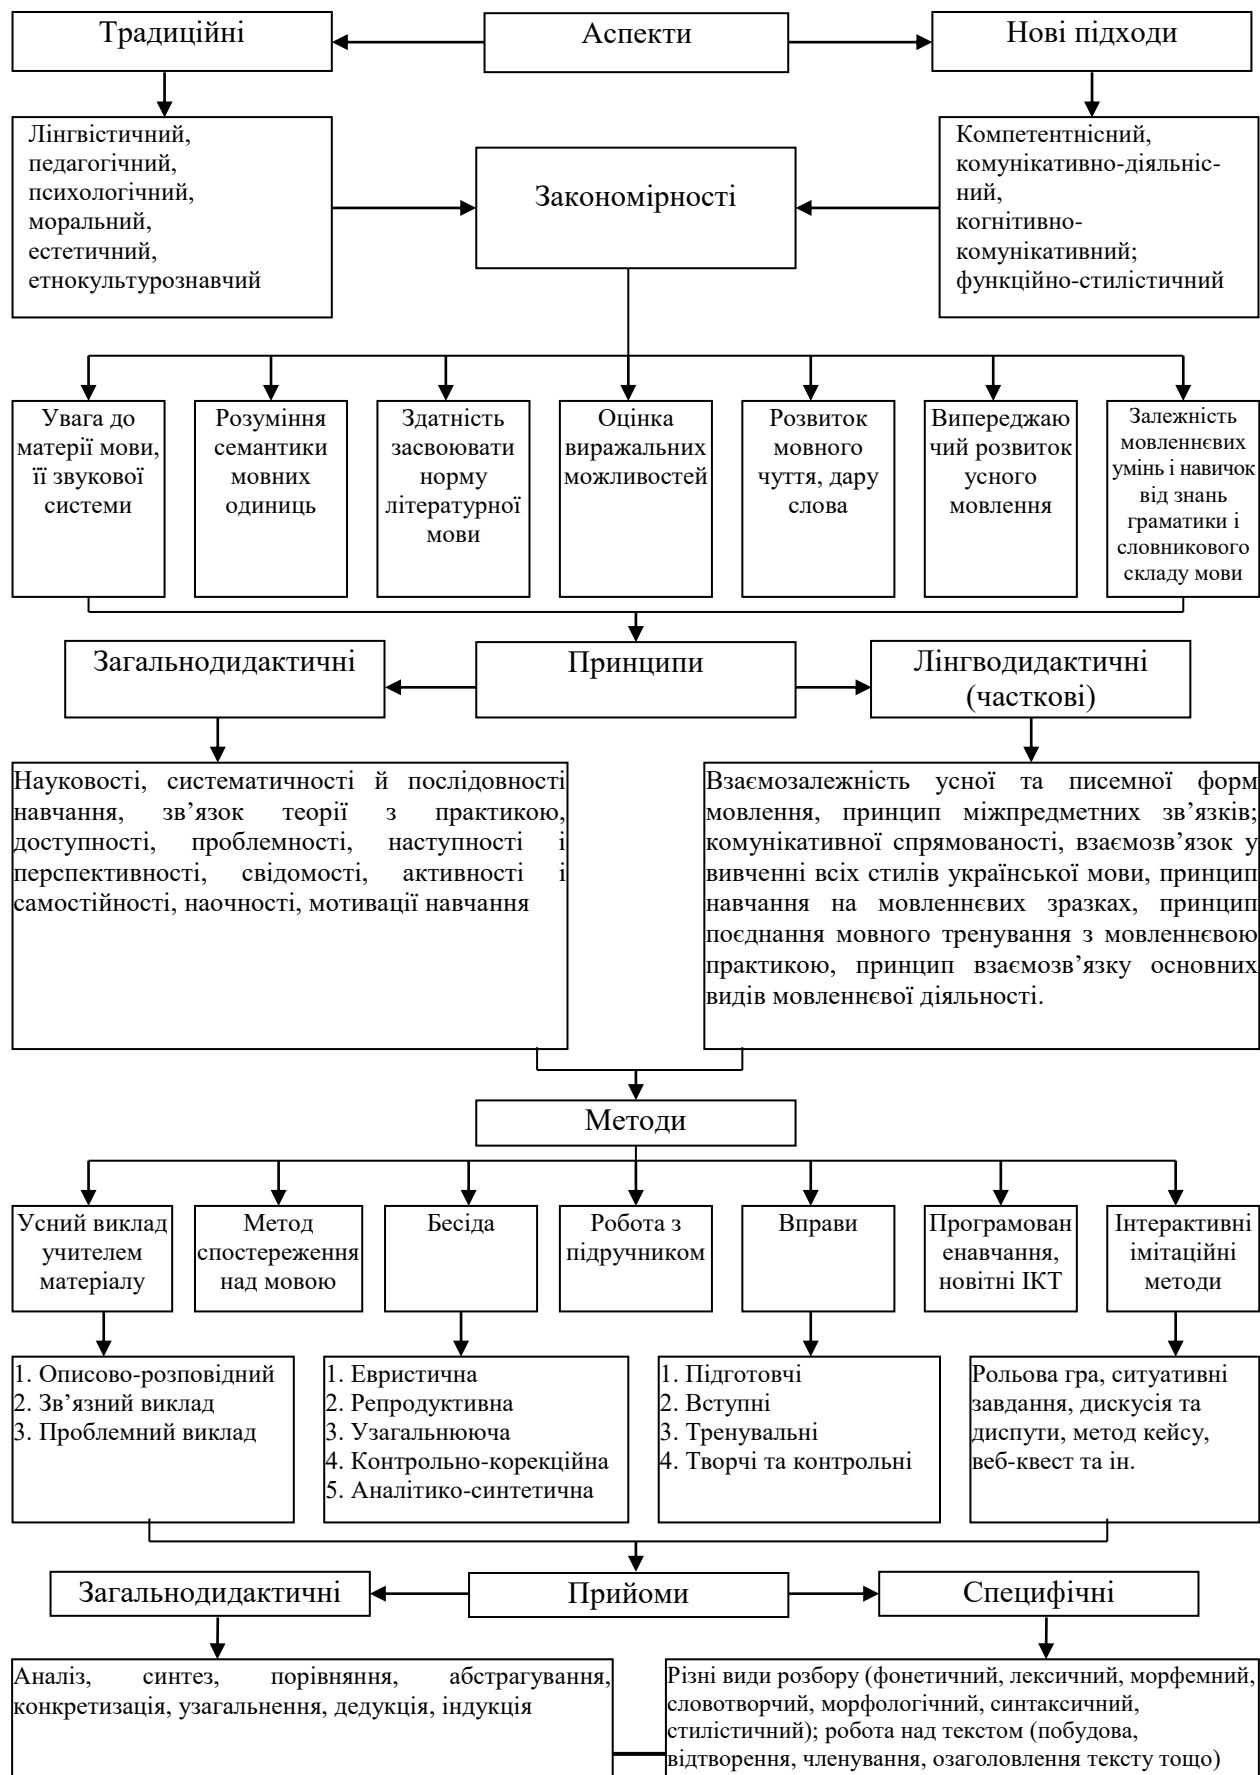 Традиційні
Аспекти
Нові підходи
Лінгвістичний,
педагогічний,
психологічний,
моральний,
естетичний,
етнокультурознавчий
Закономірності
Компетентнісний,
комунікативно-діяльніс-
ний,
когнітивно-
комунікативний;
функційно-стилістичний
Увага до
матерії мови,
її звукової
системи
Розуміння
семантики
мовних
одиниць
Здатність
засвоювати
норму
літературної
мови
Оцінка
виражальних
можливостей
Розвиток
мовного
чуття, дару
слова
Випереджаю
чий розвиток
усного
мовлення
Залежність
мовленнєвих
умінь і навичок
від знань
граматики і
словникового
складу мови
Загальнодидактичні
Принципи
Лінгводидактичні
(часткові)
Науковості, систематичності й послідовності
навчання, зв’язок теорії з практикою,
доступності, проблемності, наступності і
перспективності, свідомості, активності і
самостійності, наочності, мотивації навчання
Взаємозалежність усної та писемної форм
мовлення, принцип міжпредметних зв’язків;
комунікативної спрямованості, взаємозв’язок у
вивченні всіх стилів української мови, принцип
навчання на мовленнєвих зразках, принцип
поєднання мовного тренування з мовленнєвою
практикою, принцип взаємозв’язку основних
видів мовленнєвої діяльності.
Методи
Усний виклад
учителем
матеріалу
Метод
спостереження
над мовою
Бесіда
Робота з
підручником
Вправи
Програмован
енавчання,
новітні ІКТ
Інтерактивні
імітаційні
методи
1. Описово-розповідний
2. Зв’язний виклад
3. Проблемний виклад
1. Евристична
2. Репродуктивна
3. Узагальнююча
4. Контрольно-корекційна
5. Аналітико-синтетична
1. Підготовчі
2. Вступні
3. Тренувальні
4. Творчі та контрольні
Рольова гра, ситуативні
завдання, дискусія та
диспути, метод кейсу,
веб-квест та ін.
Загальнодидактичні
Прийоми
Специфічні
Аналіз, синтез, порівняння, абстрагування,
конкретизація, узагальнення, дедукція, індукція
Різні види розбору (фонетичний, лексичний, морфемний,
словотворчий, морфологічний, синтаксичний,
стилістичний); робота над текстом (побудова,
відтворення, членування, озаголовлення тексту тощо)